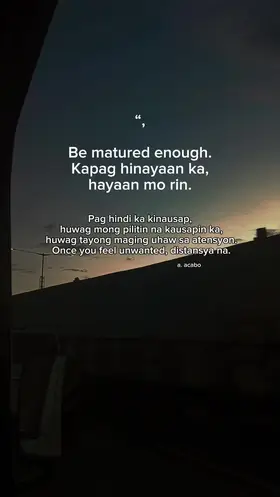 “,
Be matured enough.
Kapag hinayaan ka,
hayaan mo rin.
Pag hindi ka kinausap,
huwag mong pilitin na kausapin ka,
huwag tayong maging uhaw sa atensyon.
Once you feel unwanted, distansya na.
a. acabo